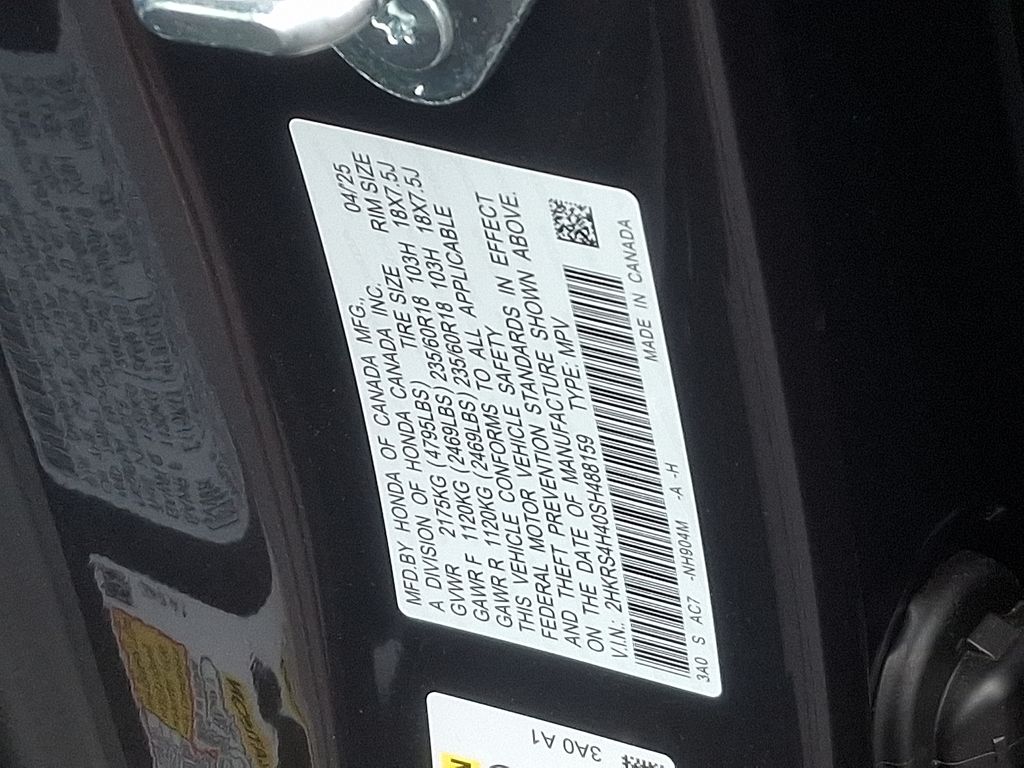 MFD.BY HONDA OF CANADA MFG., 04/'25
A DIVISION OF HONDA CANADA INC.
GVWR 2175KG (4795LBS) TIRE SIZE RIM SIZE
GAWR F 1120KG (2469LBS) 235/60R18 103H 18X7.5J
GAWR R 1120KG (2469LBS) 235/60R18 103H 18X7.5J
THIS VEHICLE CONFORMS TO ALL APPLICABLE
FEDERAL MOTOR VEHICLE SAFETY
AND THEFT PREVENTION STANDARDS IN EFFECT
ON THE DATE OF MANUFACTURE SHOWN ABOVE.
V.I.N.: 2HKRS4H40SH488159 TYPE: MPV
MADE IN CANADA
3A0 S AC7 -NH904M -A -H
3A0 A1